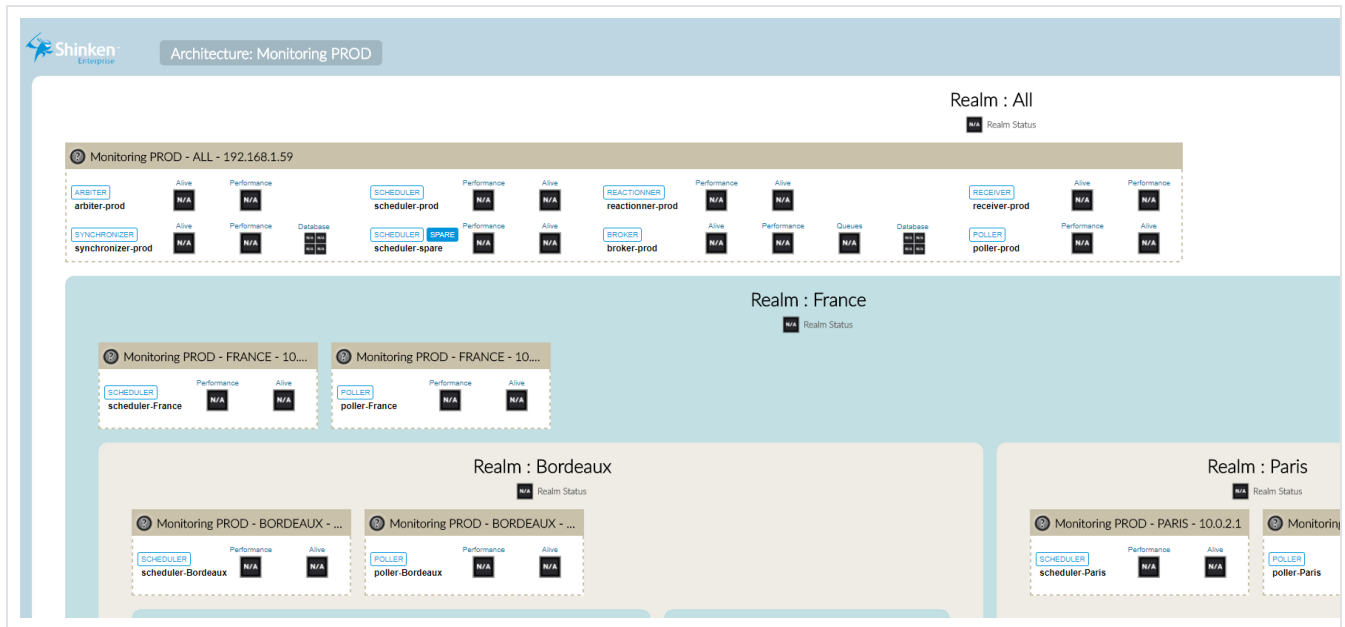 Shinken
Enterprise
Architecture: Monitoring PROD
Realm : All
N/A Realm Status
Monitoring PROD - ALL - 192.168.1.59
ARBITER Alive Performance
arbiter-prod N/A N/A
SCHEDULER Performance Alive
scheduler-prod N/A N/A
REACTIONNER Performance Alive
reactionner-prod N/A N/A
RECEIVER Alive Performance
receiver-prod N/A N/A
SYNCHRONIZER Alive Performance Database
synchronizer-prod N/A N/A N/A N/A N/A N/A
SCHEDULER SPARE Performance Alive
scheduler-spare N/A N/A
BROKER Alive Performance Queues Database
broker-prod N/A N/A N/A N/A N/A N/A N/A
POLLER Performance Alive
poller-prod N/A N/A
Realm : France
N/A Realm Status
Monitoring PROD - FRANCE - 10....
SCHEDULER Performance Alive
scheduler-France N/A N/A
Monitoring PROD - FRANCE - 10....
POLLER Performance Alive
poller-France N/A N/A
Realm : Bordeaux
N/A Realm Status
Monitoring PROD - BORDEAUX - ...
SCHEDULER Performance Alive
scheduler-Bordeaux N/A N/A
Monitoring PROD - BORDEAUX - ...
POLLER Performance Alive
poller-Bordeaux N/A N/A
Realm : Paris
N/A Realm Status
Monitoring PROD - PARIS - 10.0.2.1
SCHEDULER Performance Alive
scheduler-Paris N/A N/A
POLLER
poller-Paris